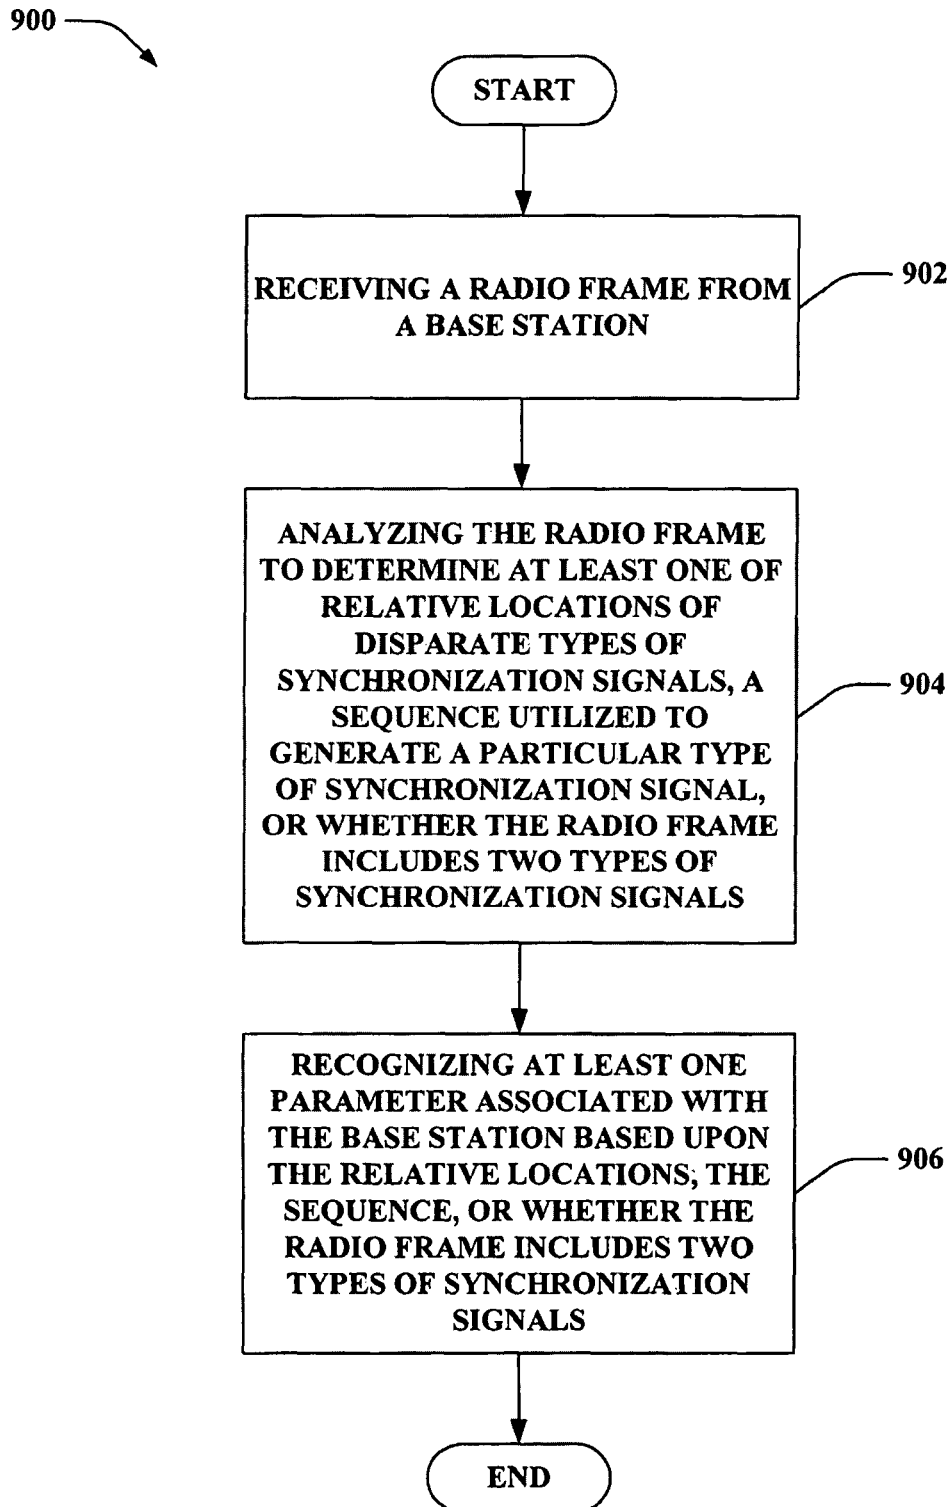 900
START
RECEIVING A RADIO FRAME FROM
A BASE STATION
902
ANALYZING THE RADIO FRAME
TO DETERMINE AT LEAST ONE OF
RELATIVE LOCATIONS OF
DISPARATE TYPES OF
SYNCHRONIZATION SIGNALS, A
SEQUENCE UTILIZED TO
GENERATE A PARTICULAR TYPE
OF SYNCHRONIZATION SIGNAL,
OR WHETHER THE RADIO FRAME
INCLUDES TWO TYPES OF
SYNCHRONIZATION SIGNALS
904
RECOGNIZING AT LEAST ONE
PARAMETER ASSOCIATED WITH
THE BASE STATION BASED UPON
THE RELATIVE LOCATIONS, THE
SEQUENCE, OR WHETHER THE
RADIO FRAME INCLUDES TWO
TYPES OF SYNCHRONIZATION
SIGNALS
906
END